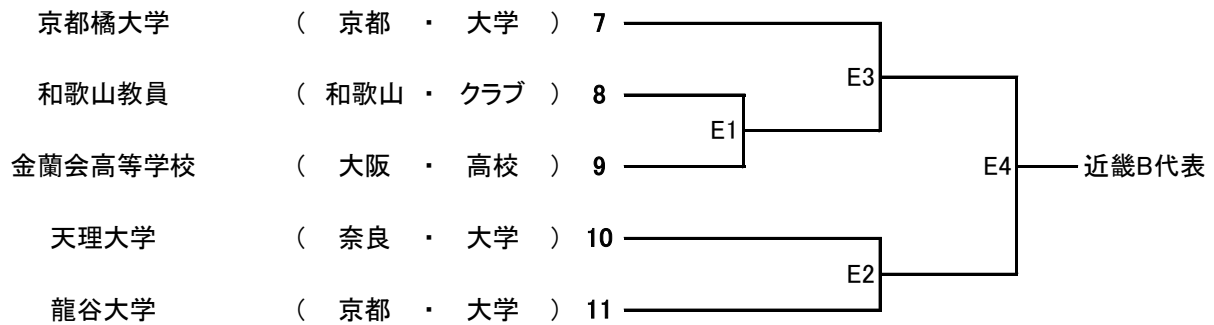 京都橘大学 ( 京都 ・ 大学 ) 7
E3
和歌山教員 ( 和歌山 ・ クラブ ) 8
E1
金蘭会高等学校 ( 大阪 ・ 高校 ) 9
E4 近畿B代表
天理大学 ( 奈良 ・ 大学 ) 10
E2
龍谷大学 ( 京都 ・ 大学 ) 11